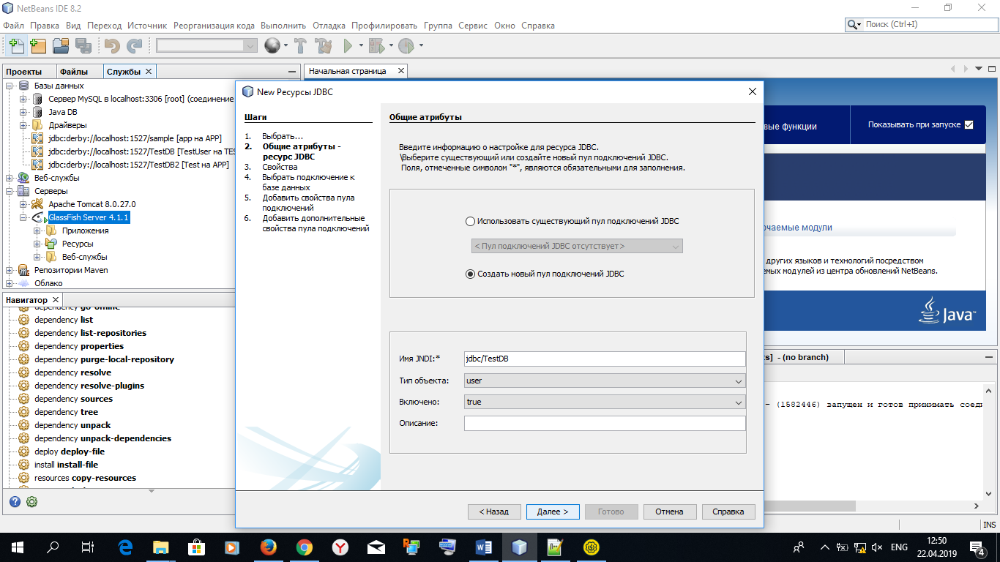 NetBeans IDE 8.2
Файл Правка Вид Переход Источник Реорганизация кода Выполнить Отладка Профилировать Группа Сервис Окно Справка
Поиск (Ctrl+I)
Проекты Файлы Службы
Начальная страница
Базы данных
Сервер MySQL в localhost:3306 [root] (соединение
Java DB
Драйверы
jdbc:derby://localhost:1527/sample [app на APP]
jdbc:derby://localhost:1527/TestDB [TestUser на TES
jdbc:derby://localhost:1527/TestDB2 [Test на APP]
Веб-службы
Серверы
Apache Tomcat 8.0.27.0
GlassFish Server 4.1.1
Приложения
Ресурсы
Веб-службы
Репозитории Maven
Облако
Навигатор
dependency go-offline
dependency list
dependency list-repositories
dependency properties
dependency purge-local-repository
dependency resolve
dependency resolve-plugins
dependency sources
dependency tree
dependency unpack
dependency unpack-dependencies
deploy deploy-file
install install-file
resources copy-resources
New Ресурсы JDBC
Шаги
1. Выбрать...
2. Общие атрибуты -
ресурс JDBC
3. Свойства
4. Выбрать подключение к
базе данных
5. Добавить свойства пула
подключений
6. Добавить дополнительные
свойства пула подключений
Общие атрибуты
Введите информацию о настройке для ресурса JDBC.
\Выберите существующий или создайте новый пул подключений JDBC.
Поля, отмеченные символом "*", являются обязательными для заполнения.
Использовать существующий пул подключений JDBC
< Пул подключений JDBC отсутствует>
Создать новый пул подключений JDBC
Имя JNDI:* jdbc/TestDB
Тип объекта: user
Включено: true
Описание:
< Назад Далее > Готово Отмена Справка
вые функции
Показывать при запуске
ючаемые модули
других языков и технологий посредством
емых модулей из центра обновлений NetBeans.
Java
ts] - (no branch)
- (1582446) запущен и готов принимать соеди
INS
ENG
12:50
22.04.2019
4